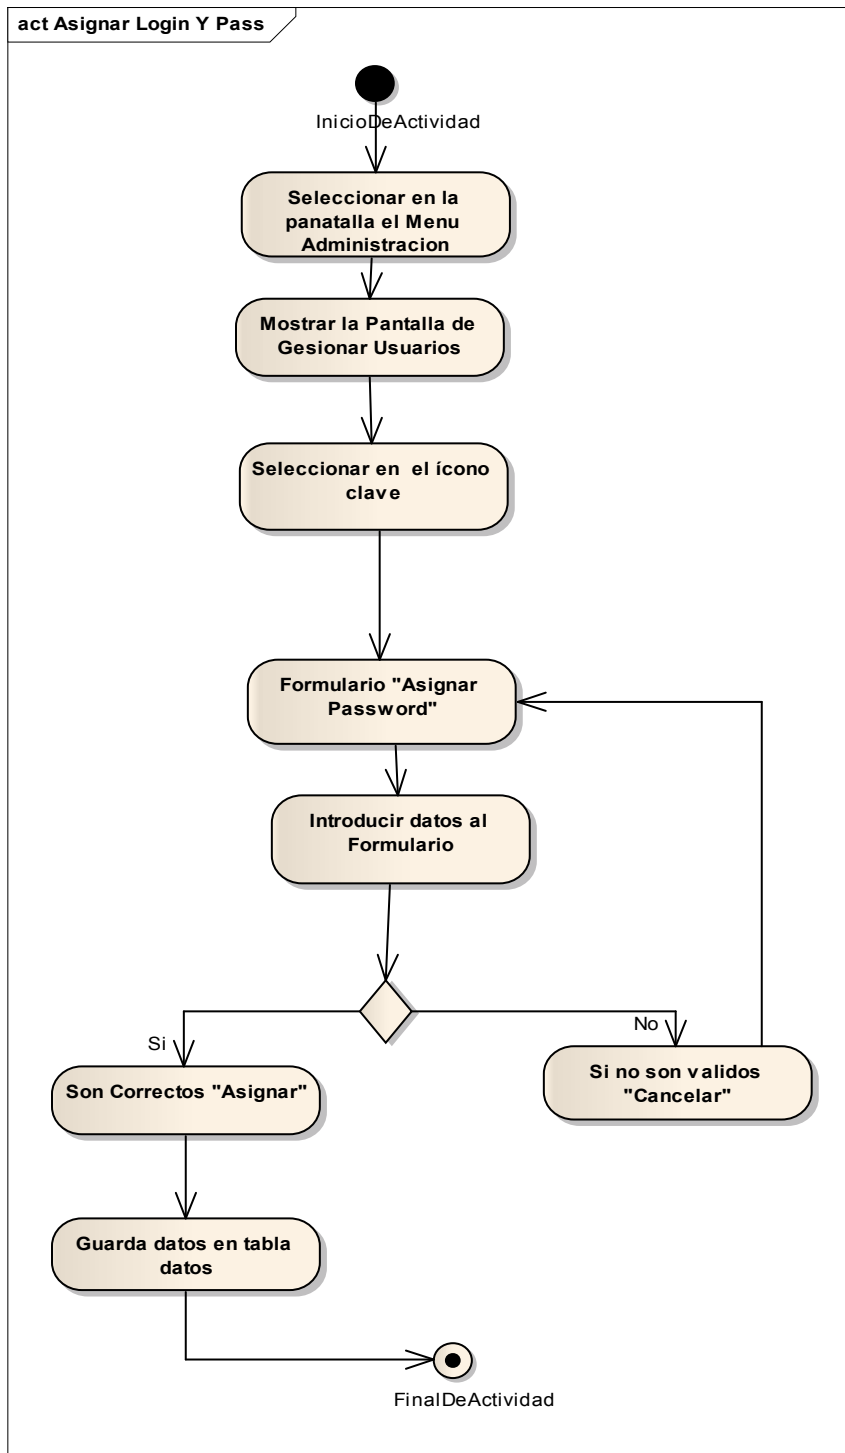 act Asignar Login Y Pass
InicioDeActividad
Seleccionar en la
panatalla el Menu
Administracion
Mostrar la Pantalla de
Gesionar Usuarios
Seleccionar en el ícono
clave
Formulario "Asignar
Password"
Introducir datos al
Formulario
Si
No
Son Correctos "Asignar"
Si no son validos
"Cancelar"
Guarda datos en tabla
datos
FinalDeActividad